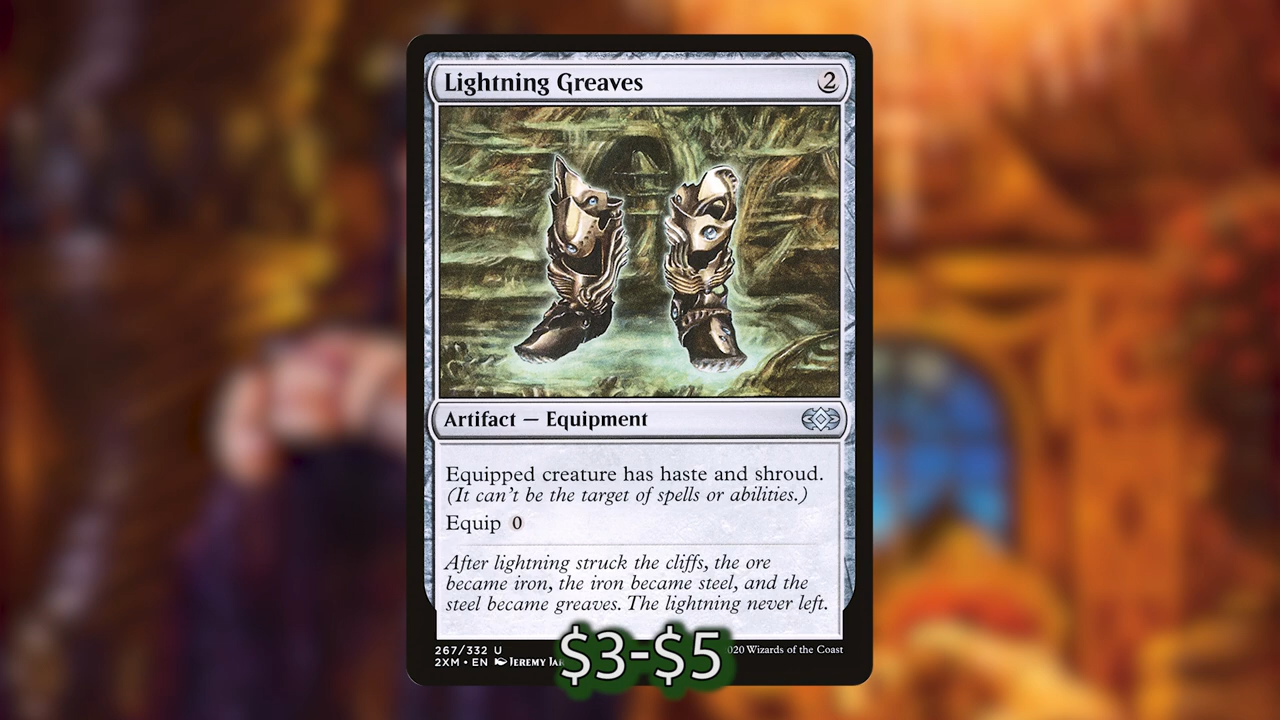 Lightning Greaves 2
Artifact — Equipment
Equipped creature has haste and shroud.
(It can't be the target of spells or abilities.)
Equip 0
After lightning struck the cliffs, the ore
became iron, the iron became steel, and the
steel became greaves. The lightning never left.
267/332 U
2XM • EN JEREMY
020 Wizards of the Coast
$3-$5